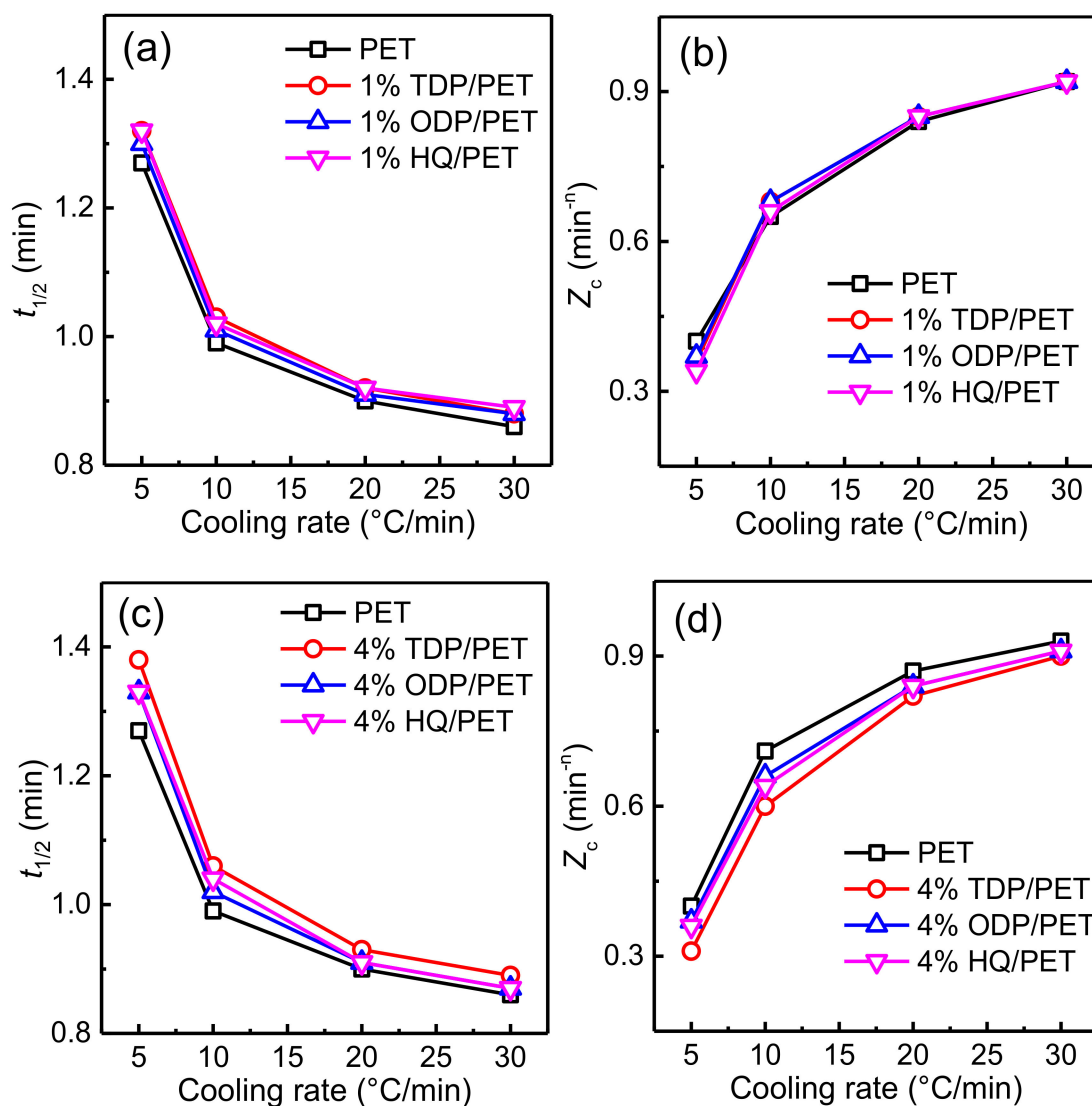 (a)
PET
1% TDP/PET
1% ODP/PET
1% HQ/PET
1.4
1.2
1.0
0.8
t1/2 (min)
5 10 15 20 25 30
Cooling rate (°C/min)
(b)
PET
1% TDP/PET
1% ODP/PET
1% HQ/PET
0.9
0.6
0.3
Zc (min-n)
5 10 15 20 25 30
Cooling rate (°C/min)
(c)
PET
4% TDP/PET
4% ODP/PET
4% HQ/PET
1.4
1.2
1.0
0.8
t1/2 (min)
5 10 15 20 25 30
Cooling rate (°C/min)
(d)
PET
4% TDP/PET
4% ODP/PET
4% HQ/PET
0.9
0.6
0.3
Zc (min-n)
5 10 15 20 25 30
Cooling rate (°C/min)